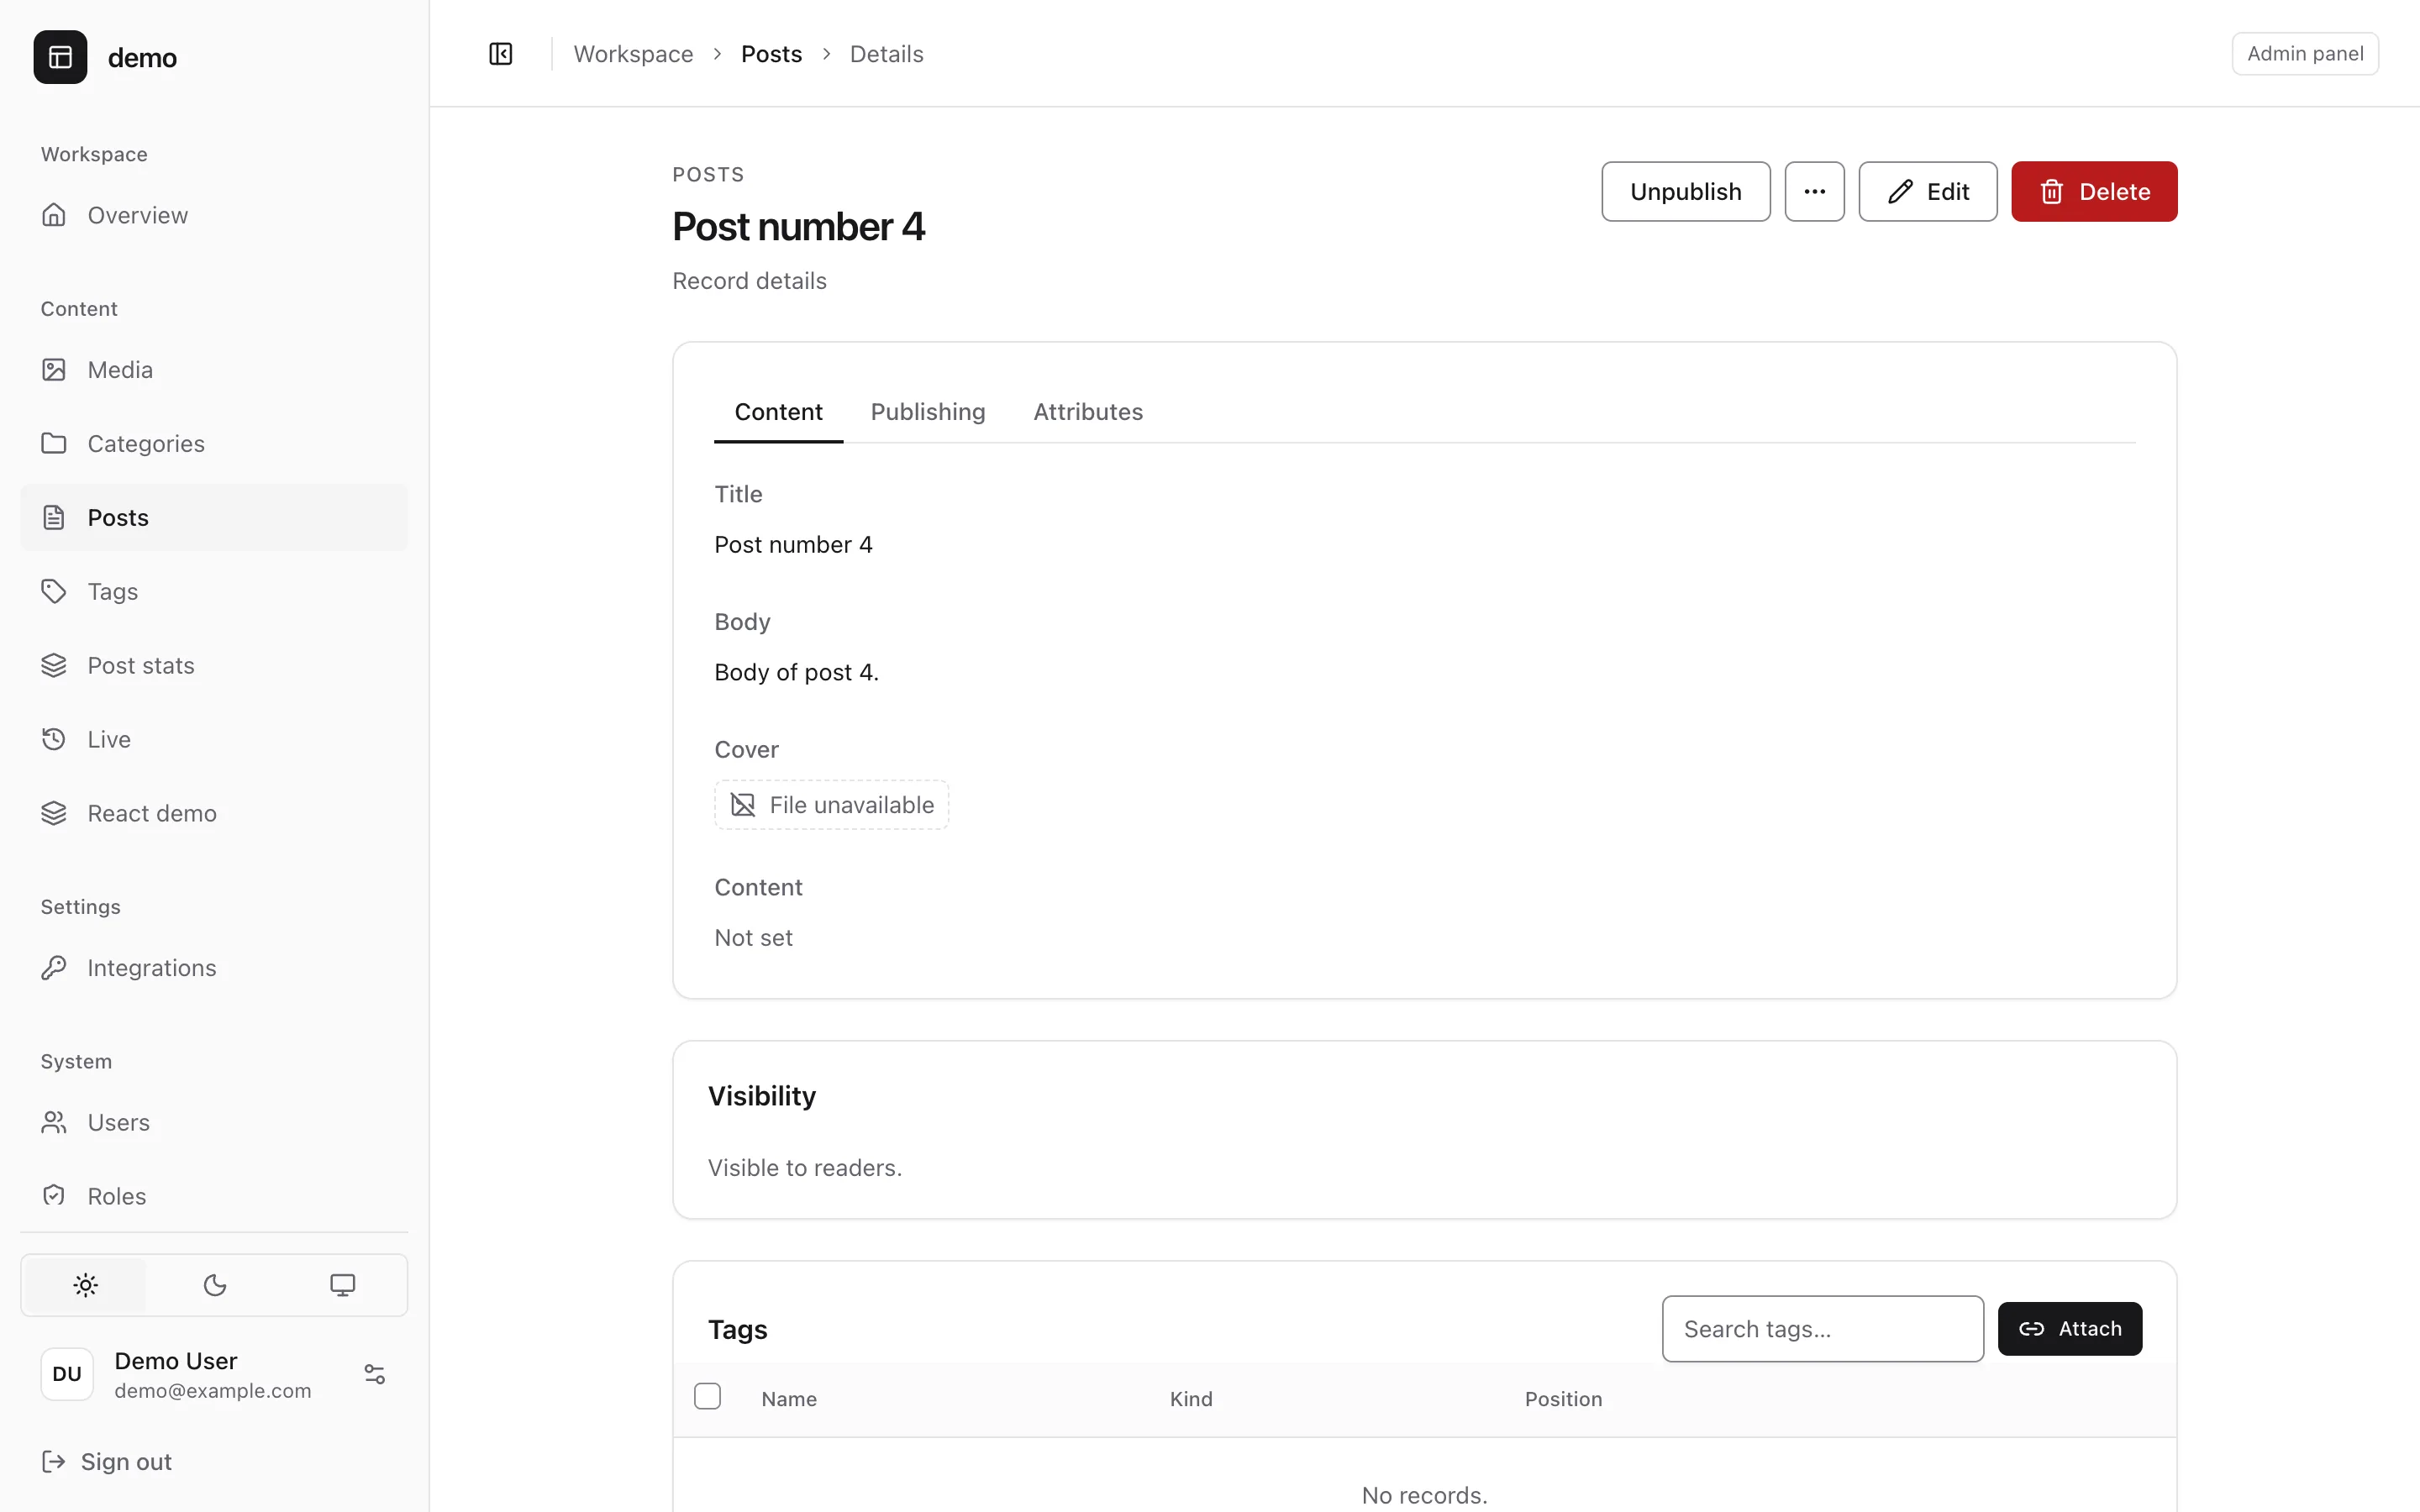 demo
Workspace
Overview
Content
Media
Categories
Posts
Tags
Post stats
Live
React demo
Settings
Integrations
System
Users
Roles
DU
Demo User
demo@example.com
Sign out
Workspace > Posts > Details
Admin panel
POSTS
Post number 4
Record details
Unpublish
Edit
Delete
Content
Publishing
Attributes
Title
Post number 4
Body
Body of post 4.
Cover
File unavailable
Content
Not set
Visibility
Visible to readers.
Tags
Search tags...
Attach
Name
Kind
Position
No records.